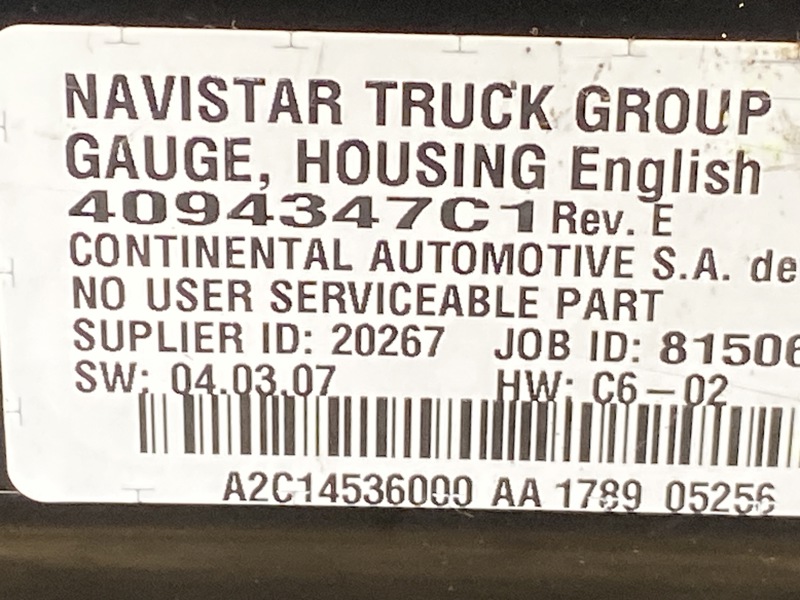 NAVISTAR TRUCK GROUP
GAUGE, HOUSING English
4094347C1 Rev. E
CONTINENTAL AUTOMOTIVE S.A. de
NO USER SERVICEABLE PART
SUPLIER ID: 20267 JOB ID: 81506
SW: 04.03.07 HW: C6-02
A2C14536000 AA 1789 05256